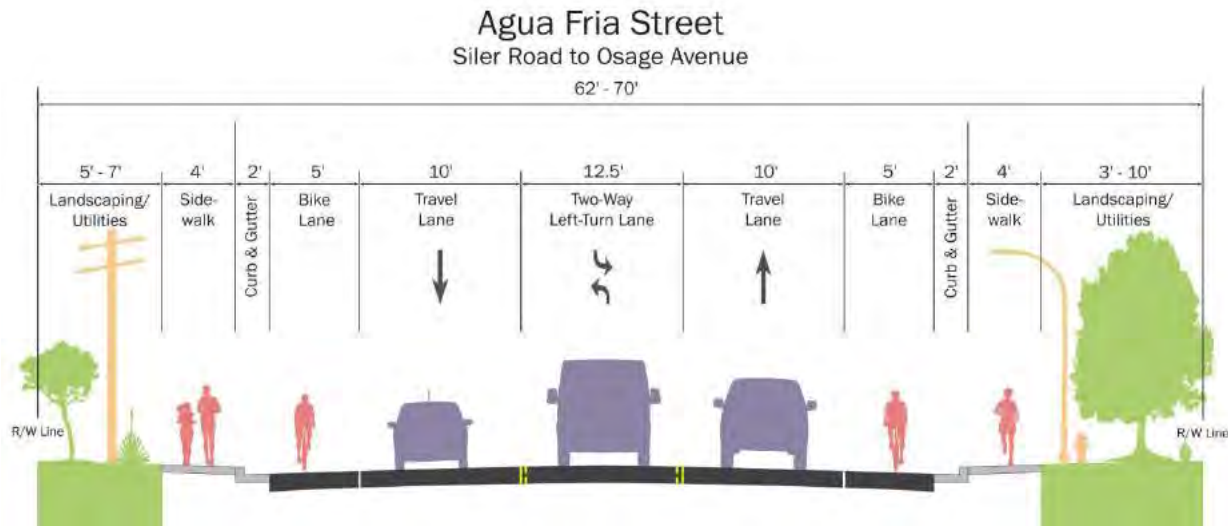 Agua Fria Street
Siler Road to Osage Avenue
62' - 70'
5' - 7'
4'
2'
5'
10'
12.5'
10'
5'
2'
4'
3' - 10'
Landscaping/
Utilities
Side-
walk
Curb & Gutter
Bike
Lane
Travel
Lane
Two-Way
Left-Turn Lane
Travel
Lane
Bike
Lane
Curb & Gutter
Side-
walk
Landscaping/
Utilities
R/W Line
R/W Line